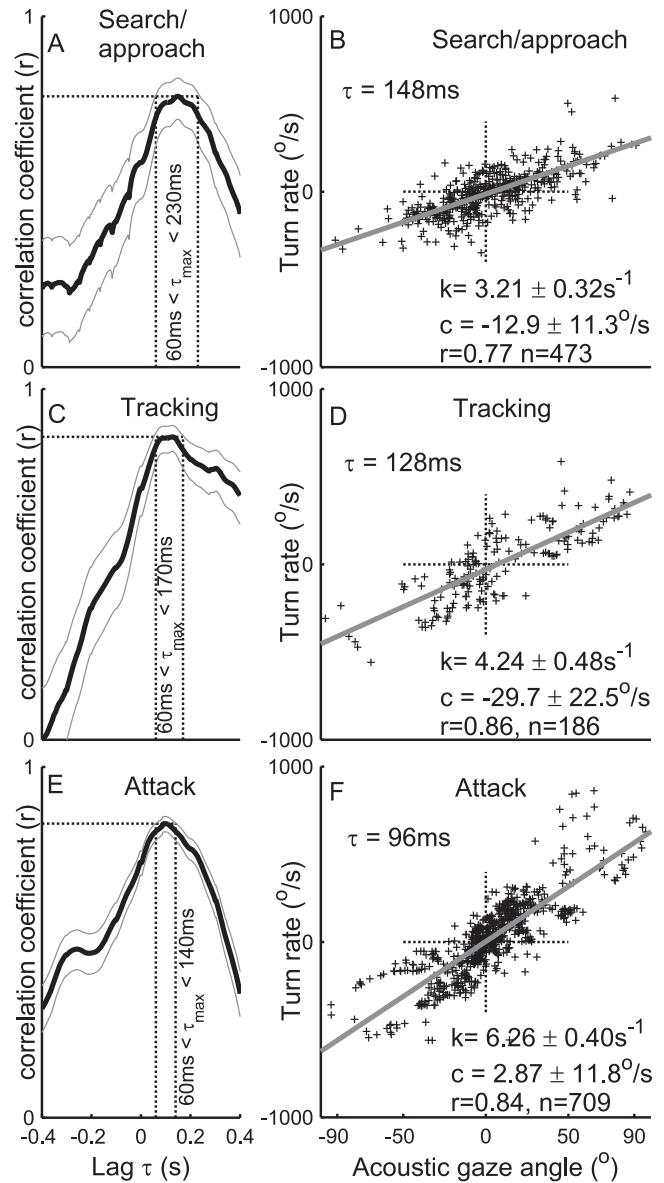 A
Search/
approach
1
correlation coefficient (r)
0
60ms < τmax < 230ms
B
Search/approach
1000
τ = 148ms
Turn rate (o/s)
0
-1000
k= 3.21 ± 0.32s-1
c = -12.9 ± 11.3o/s
r=0.77 n=473
C
Tracking
1
correlation coefficient (r)
0
60ms < τmax < 170ms
D
Tracking
1000
τ = 128ms
Turn rate (o/s)
0
-1000
k= 4.24 ± 0.48s-1
c = -29.7 ± 22.5o/s
r=0.86, n=186
E
Attack
1
correlation coefficient (r)
0
60ms < τmax < 140ms
-0.4 -0.2 0 0.2 0.4
Lag τ (s)
F
Attack
1000
τ = 96ms
Turn rate (o/s)
0
-1000
k= 6.26 ± 0.40s-1
c = 2.87 ± 11.8o/s
r=0.84, n=709
-90 -50 0 50 90
Acoustic gaze angle (o)